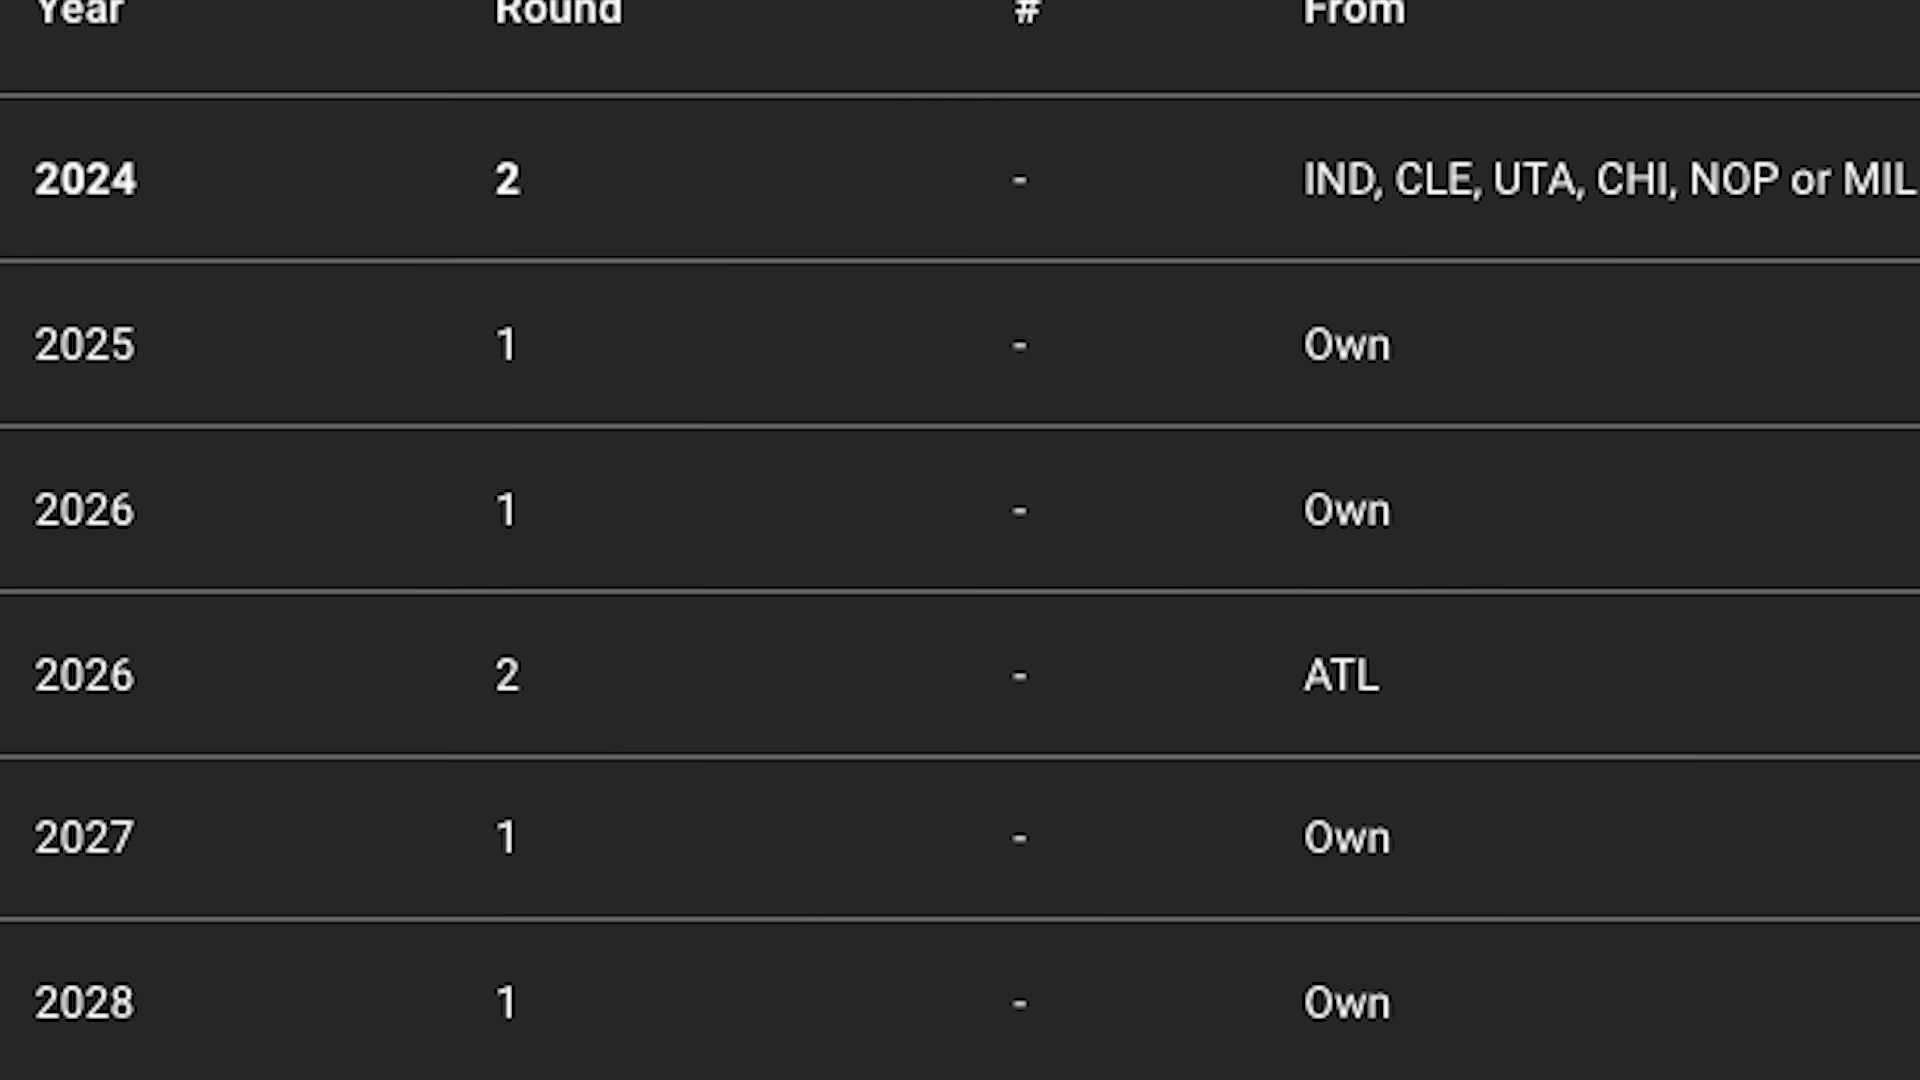 Year Round # From
2024 2 - IND, CLE, UTA, CHI, NOP or MIL
2025 1 - Own
2026 1 - Own
2026 2 - ATL
2027 1 - Own
2028 1 - Own